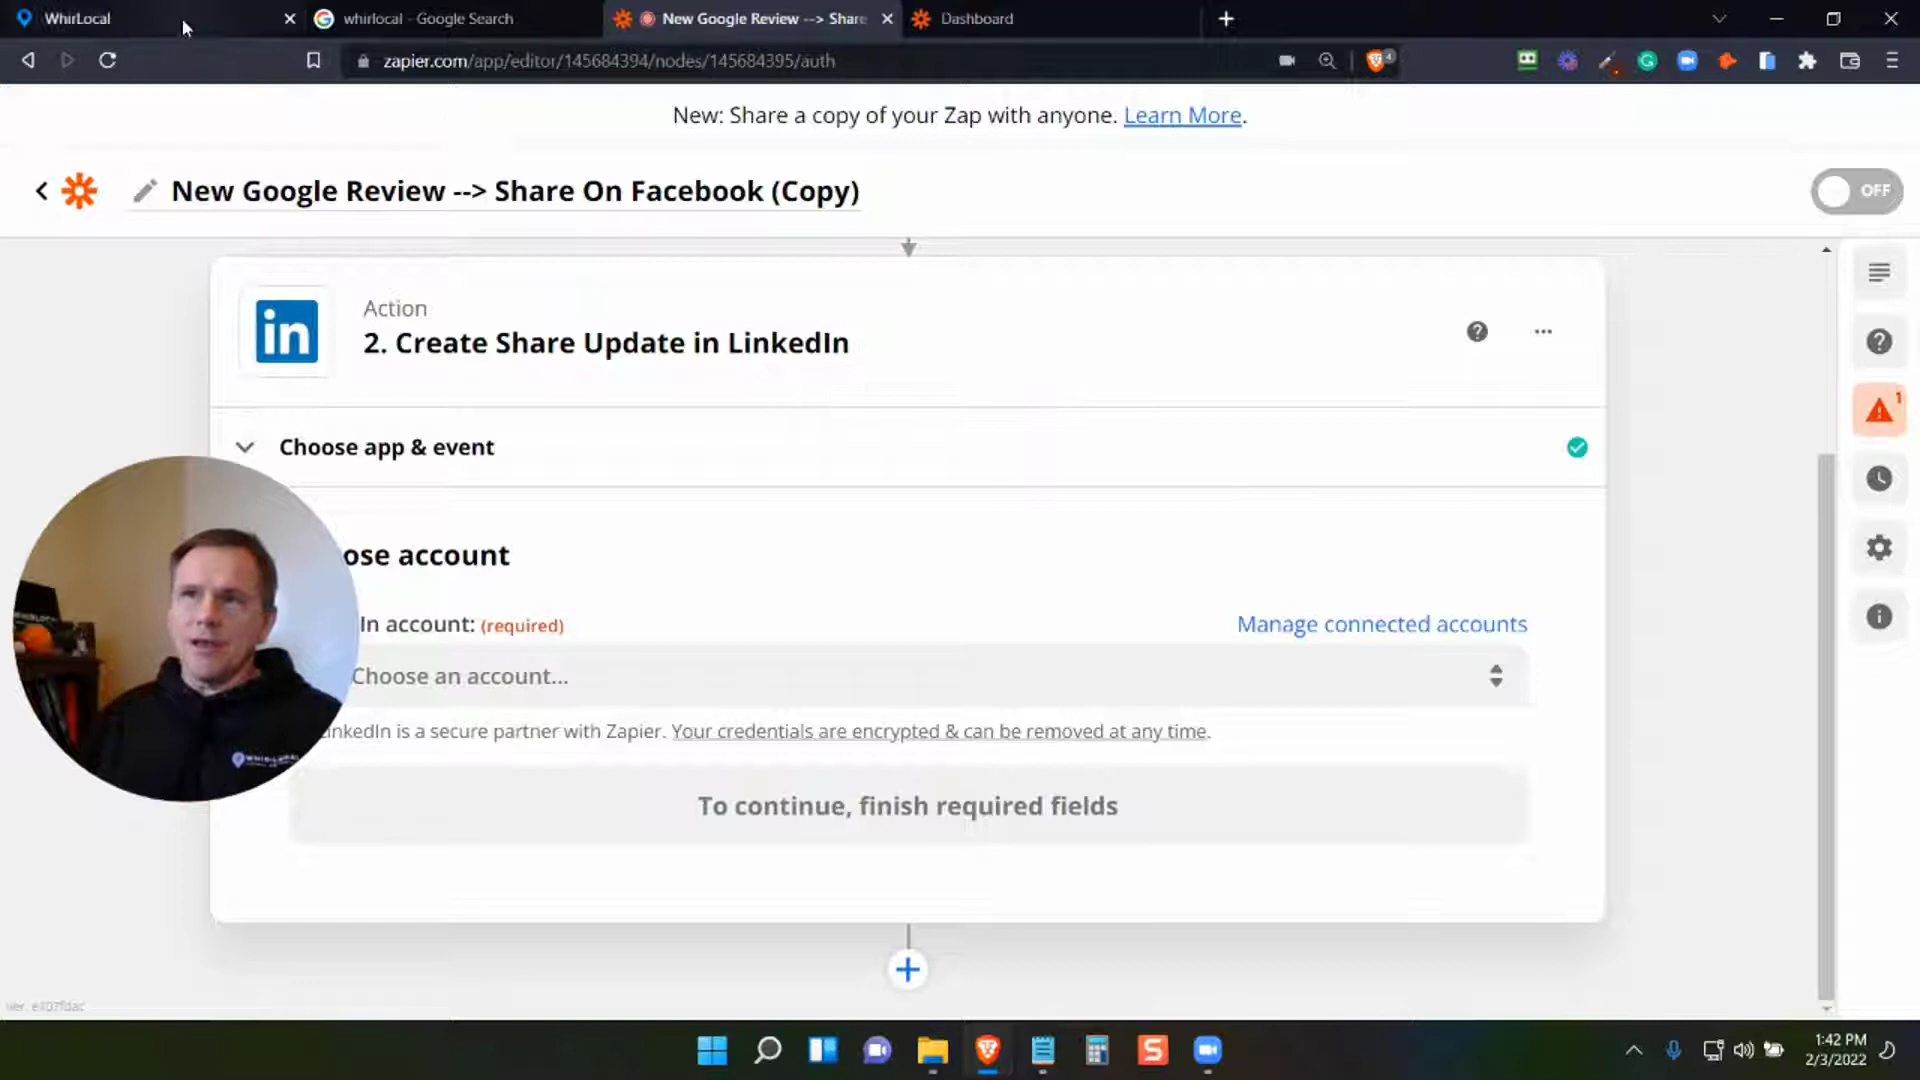 WhirLocal
whirlocal - Google Search
New Google Review --> Share
Dashboard
zapier.com/app/editor/145684394/nodes/145684395/auth
4
New: Share a copy of your Zap with anyone. Learn More.
New Google Review --> Share On Facebook (Copy)
OFF
in
Action
2. Create Share Update in LinkedIn
1
Choose app & event
ose account
In account: (required)
Manage connected accounts
Choose an account...
inkedIn is a secure partner with Zapier. Your credentials are encrypted & can be removed at any time.
To continue, finish required fields
S
1:42 PM
2/3/2022